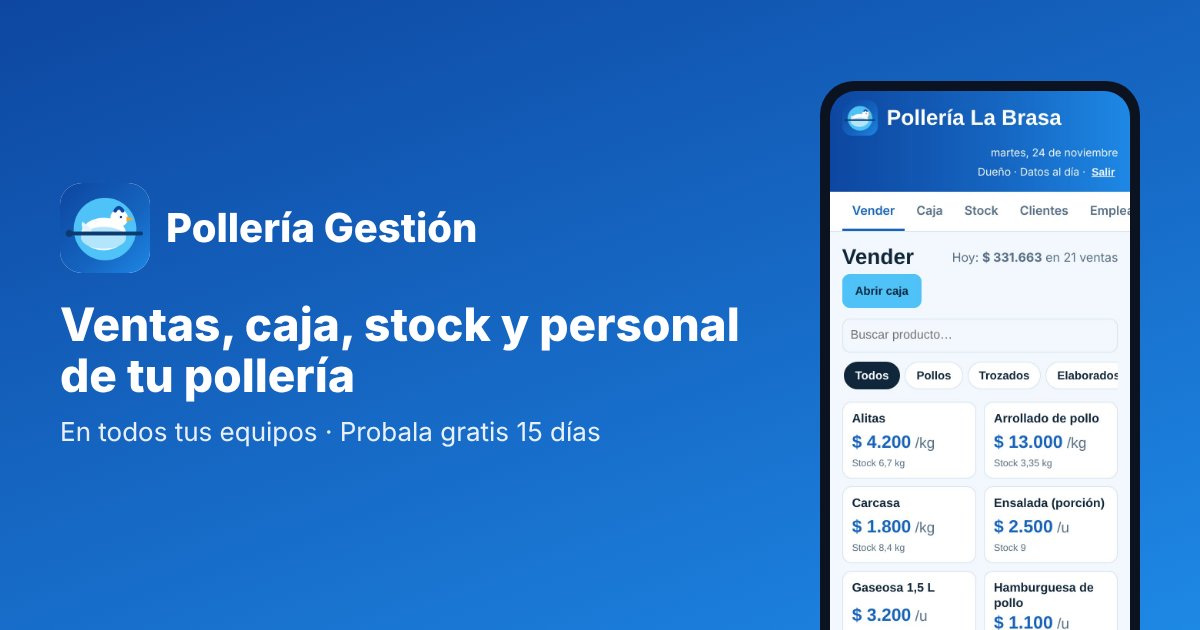 Pollería Gestión
Ventas, caja, stock y personal
de tu pollería
En todos tus equipos · Probala gratis 15 días
Pollería La Brasa
martes, 24 de noviembre
Dueño · Datos al día · Salir
Vender Caja Stock Clientes Emplea
Vender Hoy: $ 331.663 en 21 ventas
Abrir caja
Buscar producto…
Todos Pollos Trozados Elaborados
Alitas
$ 4.200 /kg
Stock 6,7 kg
Arrollado de pollo
$ 13.000 /kg
Stock 3,35 kg
Carcasa
$ 1.800 /kg
Stock 8,4 kg
Ensalada (porción)
$ 2.500 /u
Stock 9
Gaseosa 1,5 L
$ 3.200 /u
Hamburguesa de
pollo
$ 1.100 /u